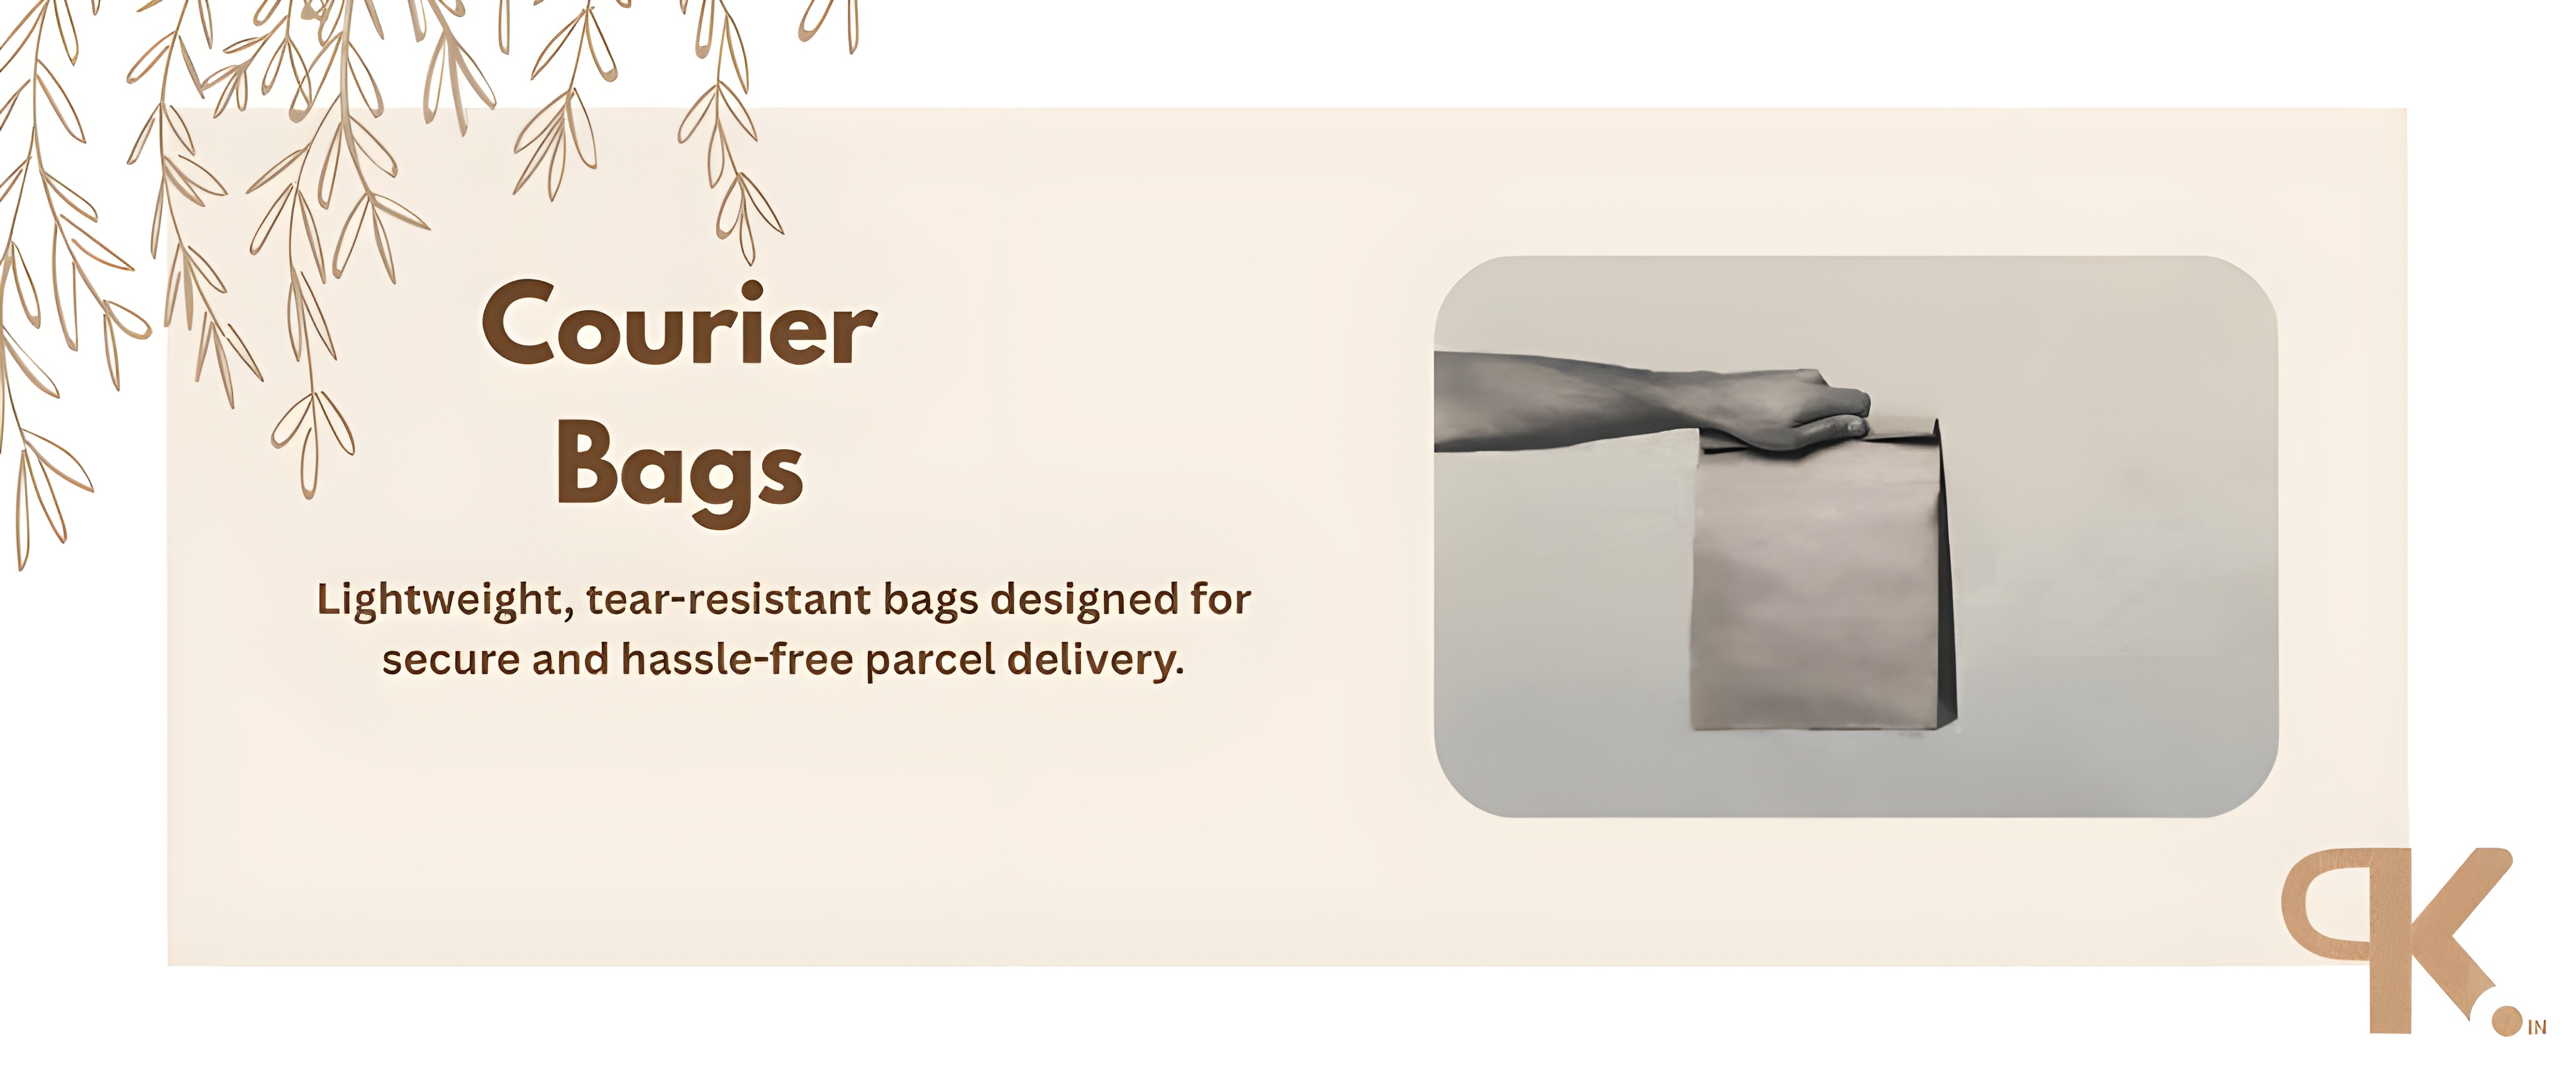 Courier
Bags
Lightweight, tear-resistant bags designed for
secure and hassle-free parcel delivery.
PK.IN